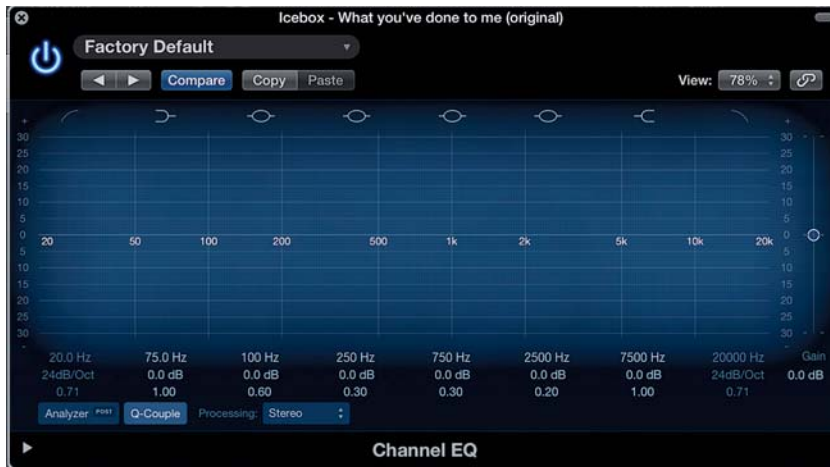 Icebox - What you've done to me (original)
Factory Default
Compare Copy Paste View: 78%
+ +
30 30
25 25
20 20
15 15
10 10
5 5
0 20 50 100 200 500 1k 2k 5k 10k 20k 0
5 5
10 10
15 15
20 20
25 25
30 30
- -
20.0 Hz 75.0 Hz 100 Hz 250 Hz 750 Hz 2500 Hz 7500 Hz 20000 Hz Gain
24dB/Oct 0.0 dB 0.0 dB 0.0 dB 0.0 dB 0.0 dB 0.0 dB 24dB/Oct 0.0 dB
0.71 1.00 0.60 0.30 0.30 0.20 1.00 0.71
Analyzer POST Q-Couple Processing: Stereo
Channel EQ